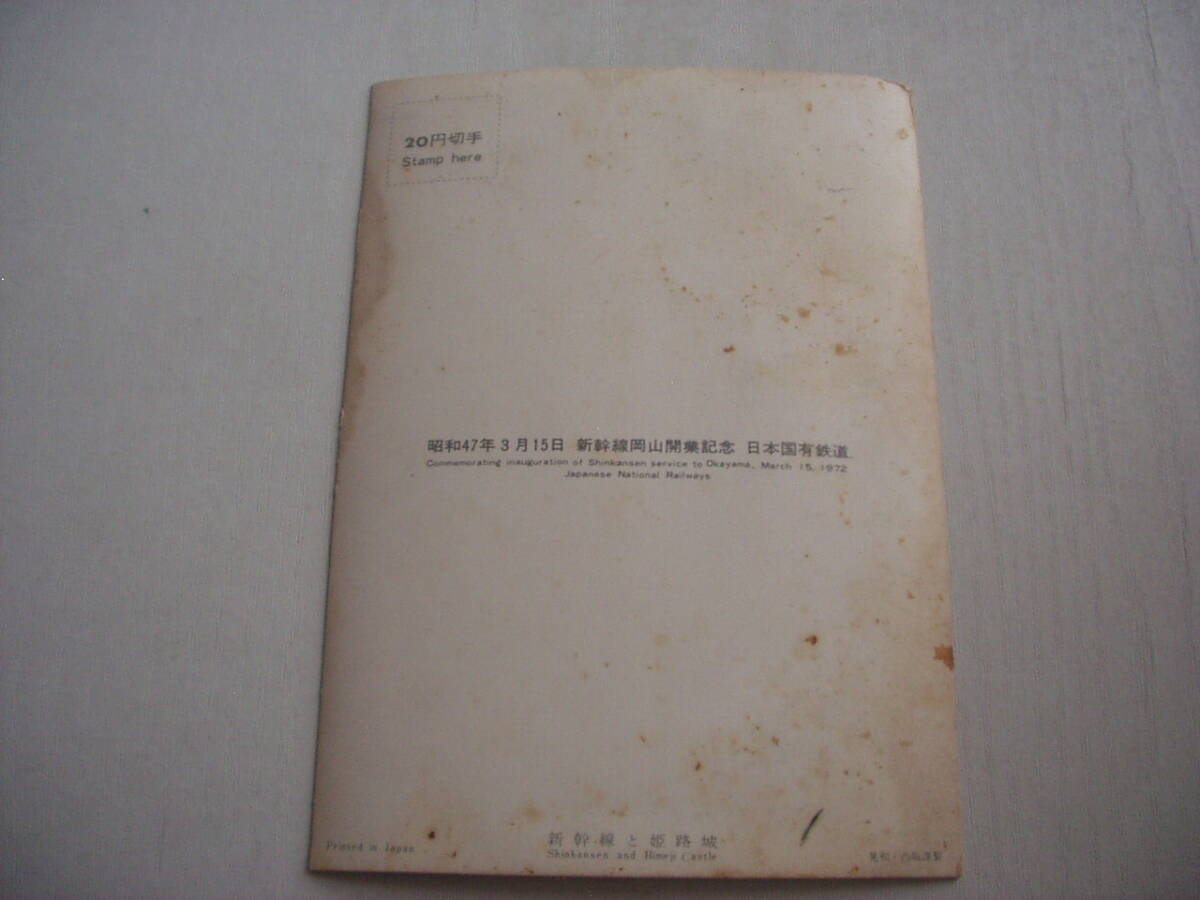 20円切手
Stamp here
昭和47年3月15日 新幹線岡山開業記念 日本国有鉄道
Commemorating inauguration of Shinkansen service to Okayama, March 15, 1972
Japanese National Railways
新幹線と姫路城
Shinkansen and Himeji Castle
Printed in Japan